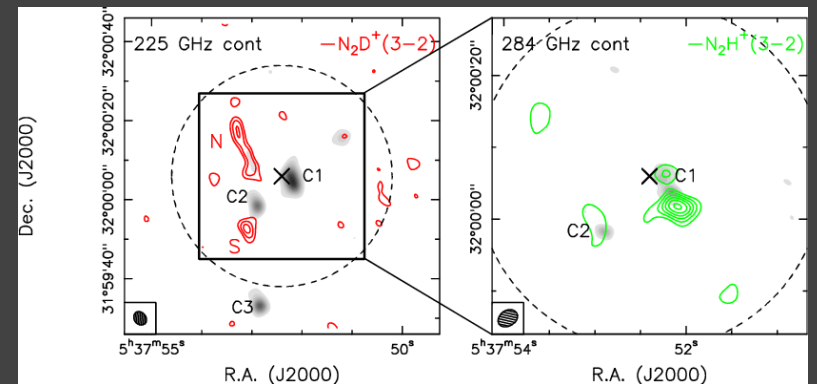 225 GHz cont —N₂D⁺(3–2)
284 GHz cont —N₂H⁺(3–2)
Dec. (J2000)
32°00'40"
32°00'20"
32°00'00"
31°59'40"
N
C1
C2
S
C3
5ʰ37ᵐ55ˢ
50ˢ
R.A. (J2000)
32°00'20"
32°00'00"
C1
C2
5ʰ37ᵐ54ˢ
52ˢ
R.A. (J2000)